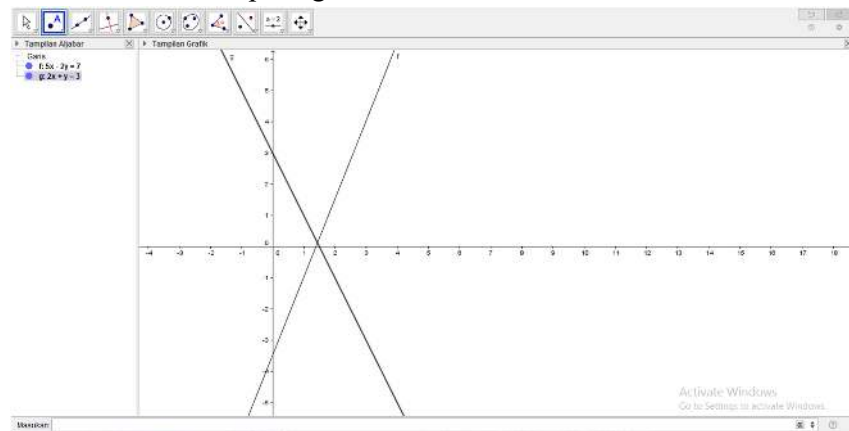 Tampilan Aljabar
Tampilan Grafik
Garis
f: 5x - 2y = 7
g: 2x + y = 3
g
f
6
5
4
3
2
1
0
-1
-2
-3
-4
-5
-4 -3 -2 -1 0 1 2 3 4 5 6 7 8 9 10 11 12 13 14 15 16 17 18
Activate Windows
Go to Settings to activate Windows.
Masukan: